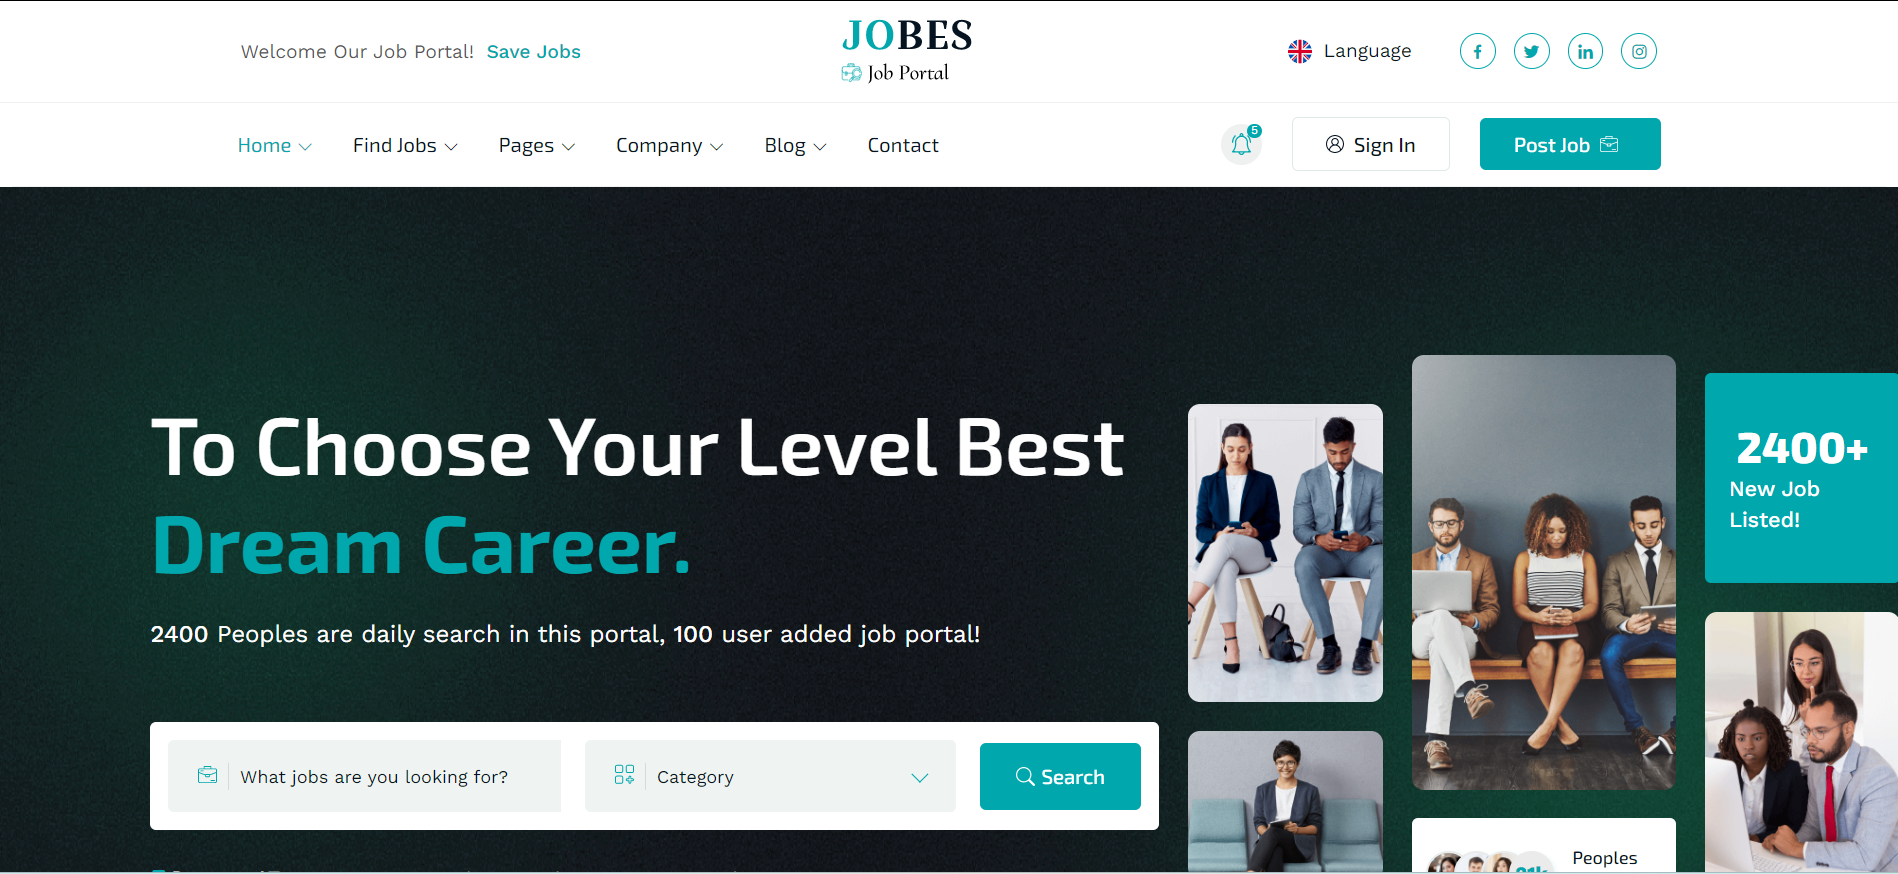 Welcome Our Job Portal! Save Jobs
JOBES
Job Portal
Language
Home
Find Jobs
Pages
Company
Blog
Contact
5
Sign In
Post Job
To Choose Your Level Best
Dream Career.
2400 Peoples are daily search in this portal, 100 user added job portal!
What jobs are you looking for?
Category
Search
2400+
New Job
Listed!
Peoples